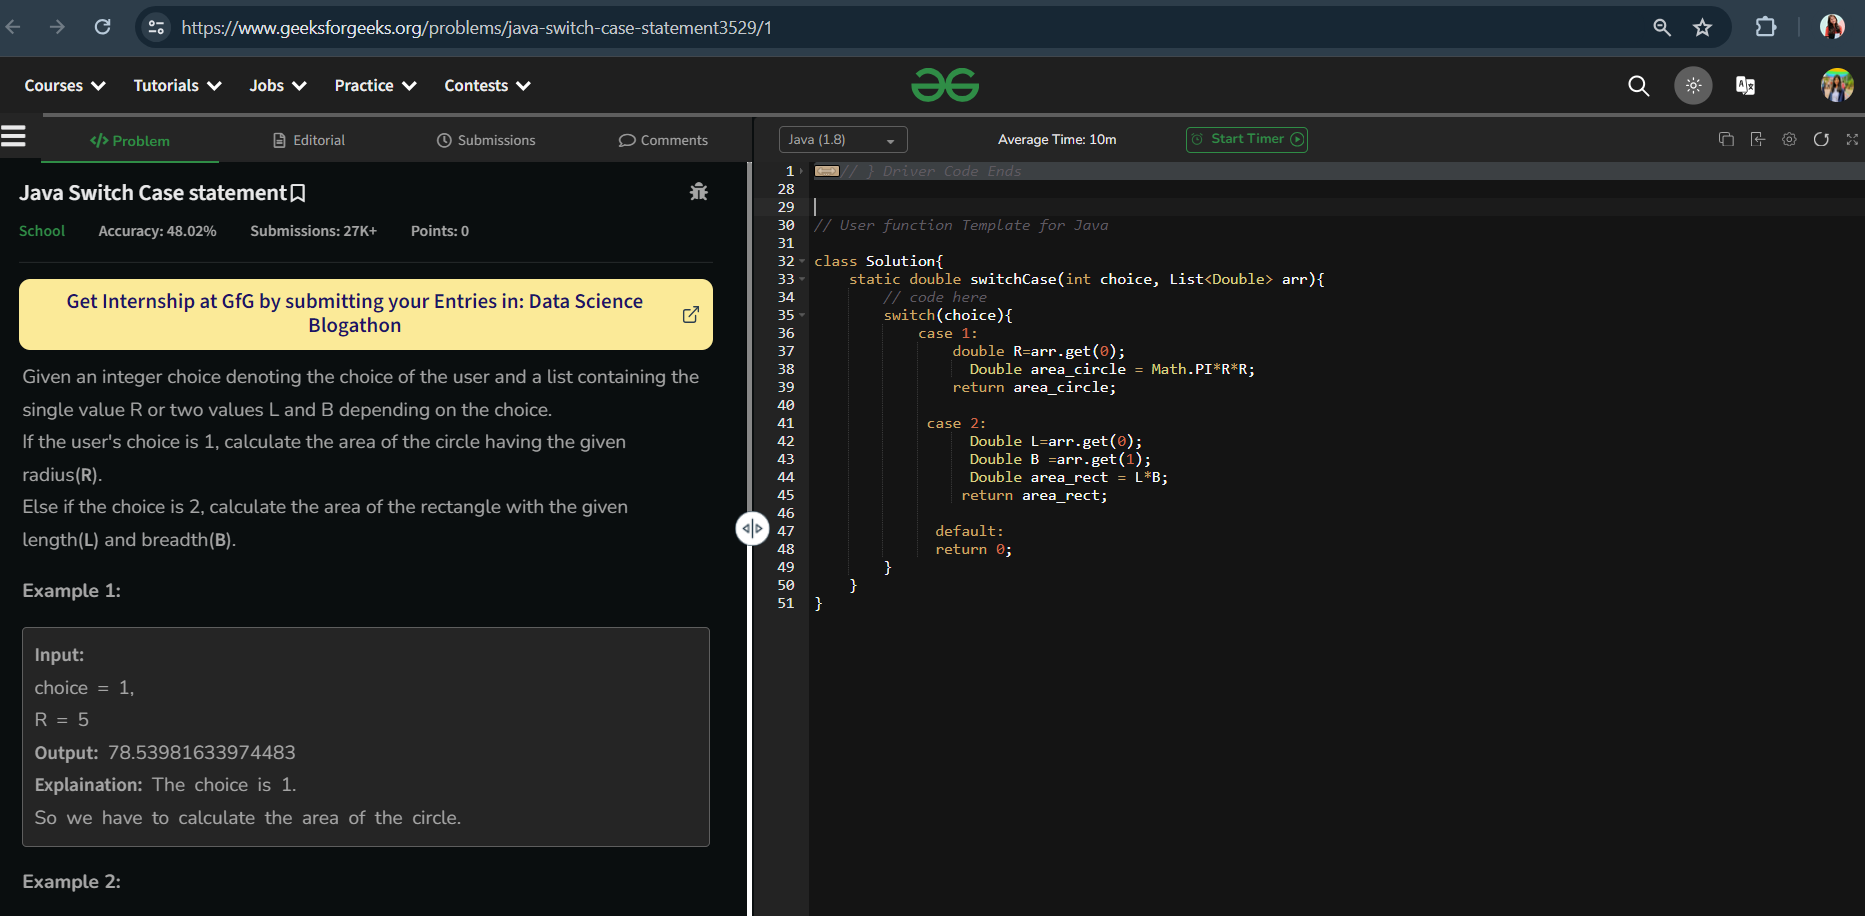 https://www.geeksforgeeks.org/problems/java-switch-case-statement3529/1
Courses Tutorials Jobs Practice Contests
</> Problem Editorial Submissions Comments
Java Switch Case statement
School Accuracy: 48.02% Submissions: 27K+ Points: 0
Get Internship at GfG by submitting your Entries in: Data Science
Blogathon
Given an integer choice denoting the choice of the user and a list containing the
single value R or two values L and B depending on the choice.
If the user's choice is 1, calculate the area of the circle having the given
radius(R).
Else if the choice is 2, calculate the area of the rectangle with the given
length(L) and breadth(B).
Example 1:
Input:
choice = 1,
R = 5
Output: 78.53981633974483
Explaination: The choice is 1.
So we have to calculate the area of the circle.
Example 2:
Java (1.8) Average Time: 10m Start Timer
1 // } Driver Code Ends
28
29
30 // User function Template for Java
31
32 class Solution{
33 static double switchCase(int choice, List<Double> arr){
34 // code here
35 switch(choice){
36 case 1:
37 double R=arr.get(0);
38 Double area_circle = Math.PI*R*R;
39 return area_circle;
40
41 case 2:
42 Double L=arr.get(0);
43 Double B =arr.get(1);
44 Double area_rect = L*B;
45 return area_rect;
46
47 default:
48 return 0;
49 }
50 }
51 }